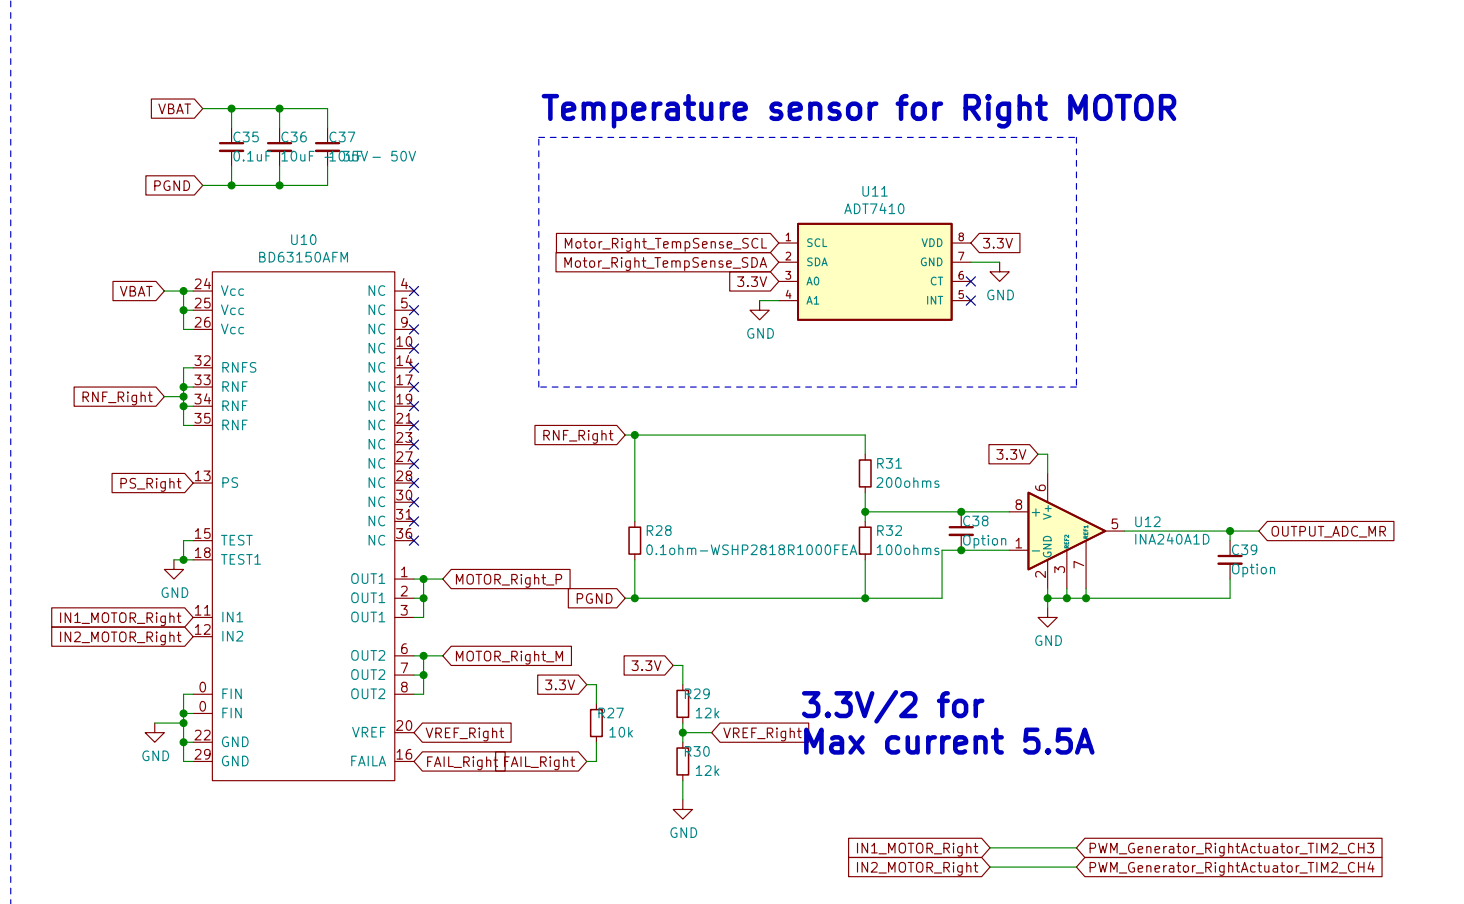 Temperature sensor for Right MOTOR
VBAT
C35
C36
C37
0.1uF
10uF - 35V
10uF - 50V
PGND
U11
ADT7410
Motor_Right_TempSense_SCL
1
SCL
VDD
8
3.3V
Motor_Right_TempSense_SDA
2
SDA
GND
7
3.3V
3
A0
CT
6
4
A1
INT
5
GND
GND
U10
BD63150AFM
VBAT
24
Vcc
25
Vcc
26
Vcc
32
RNFS
33
RNF
RNF_Right
34
RNF
35
RNF
PS_Right
13
PS
15
TEST
18
TEST1
GND
IN1_MOTOR_Right
11
IN1
IN2_MOTOR_Right
12
IN2
0
FIN
0
FIN
22
GND
29
GND
GND
NC
4
NC
5
NC
9
NC
10
NC
14
NC
17
NC
19
NC
21
NC
23
NC
27
NC
28
NC
30
NC
31
NC
36
OUT1
1
MOTOR_Right_P
OUT1
2
OUT1
3
OUT2
6
MOTOR_Right_M
OUT2
7
OUT2
8
VREF
20
VREF_Right
FAILA
16
FAIL_Right
FAIL_Right
3.3V
R27
10k
RNF_Right
R28
0.1ohm-WSHP2818R1000FEA
PGND
R31
200ohms
R32
100ohms
C38
Option
3.3V
6
V+
8
+
1
-
GND
2
REF2
3
REF1
7
5
U12
INA240A1D
OUTPUT_ADC_MR
C39
Option
GND
3.3V
R29
12k
VREF_Right
R30
12k
GND
3.3V/2 for
Max current 5.5A
IN1_MOTOR_Right
PWM_Generator_RightActuator_TIM2_CH3
IN2_MOTOR_Right
PWM_Generator_RightActuator_TIM2_CH4